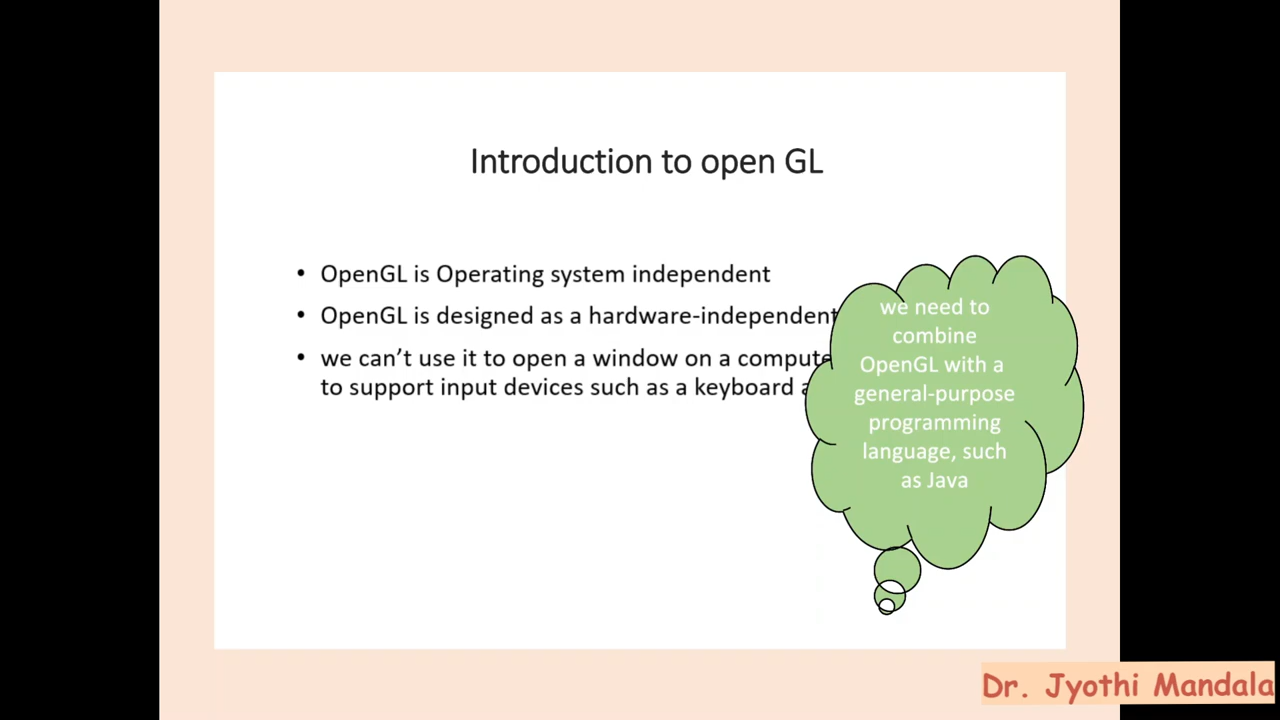 Introduction to open GL
• OpenGL is Operating system independent
• OpenGL is designed as a hardware-independent
• we can’t use it to open a window on a
to support input devices such as a keyboard
we need to
combine
OpenGL with a
general-purpose
programming
language, such
as Java
Dr. Jyothi Mandala